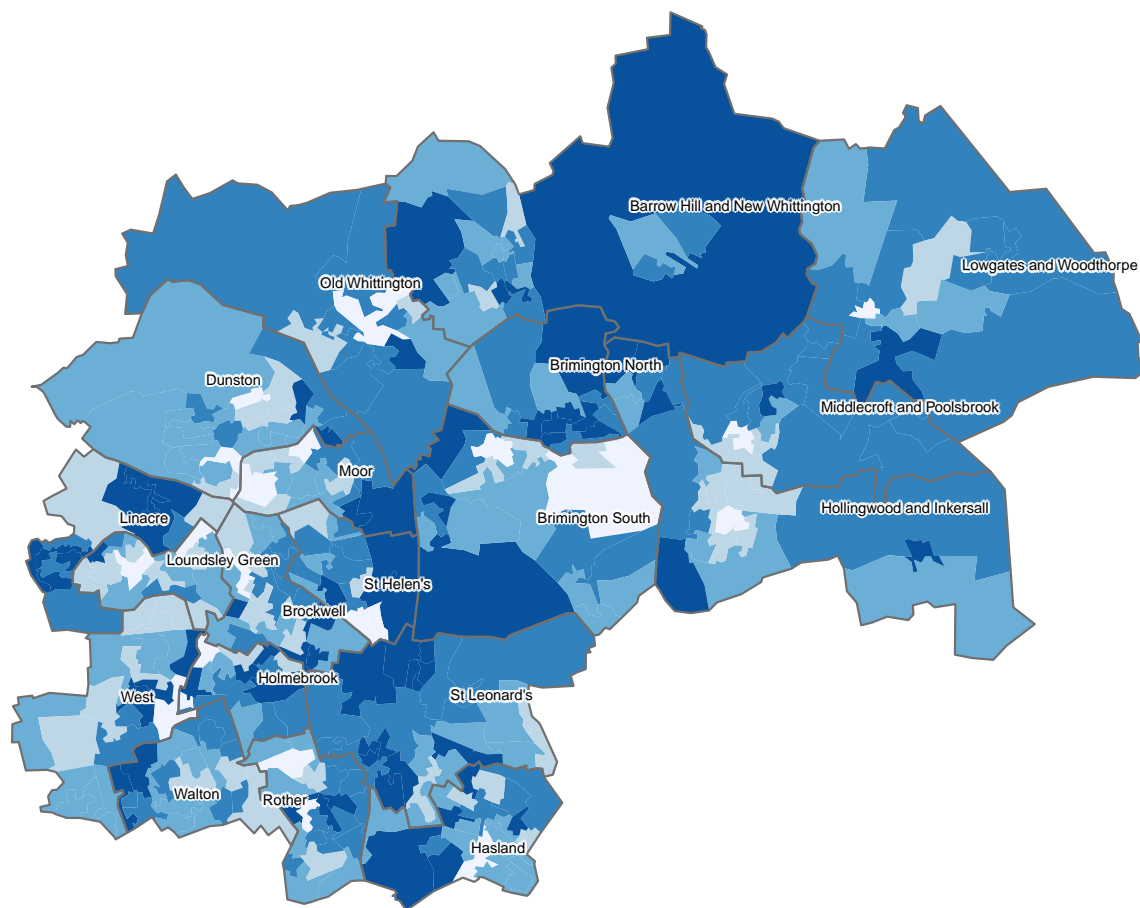 Barrow Hill and New Whittington
Lowgates and Woodthorpe
Old Whittington
Brimington North
Dunston
Middlecroft and Poolsbrook
Moor
Hollingwood and Inkersall
Linacre
Brimington South
Loundsley Green
St Helen's
Brockwell
Holmebrook
West
St Leonard's
Walton
Rother
Hasland